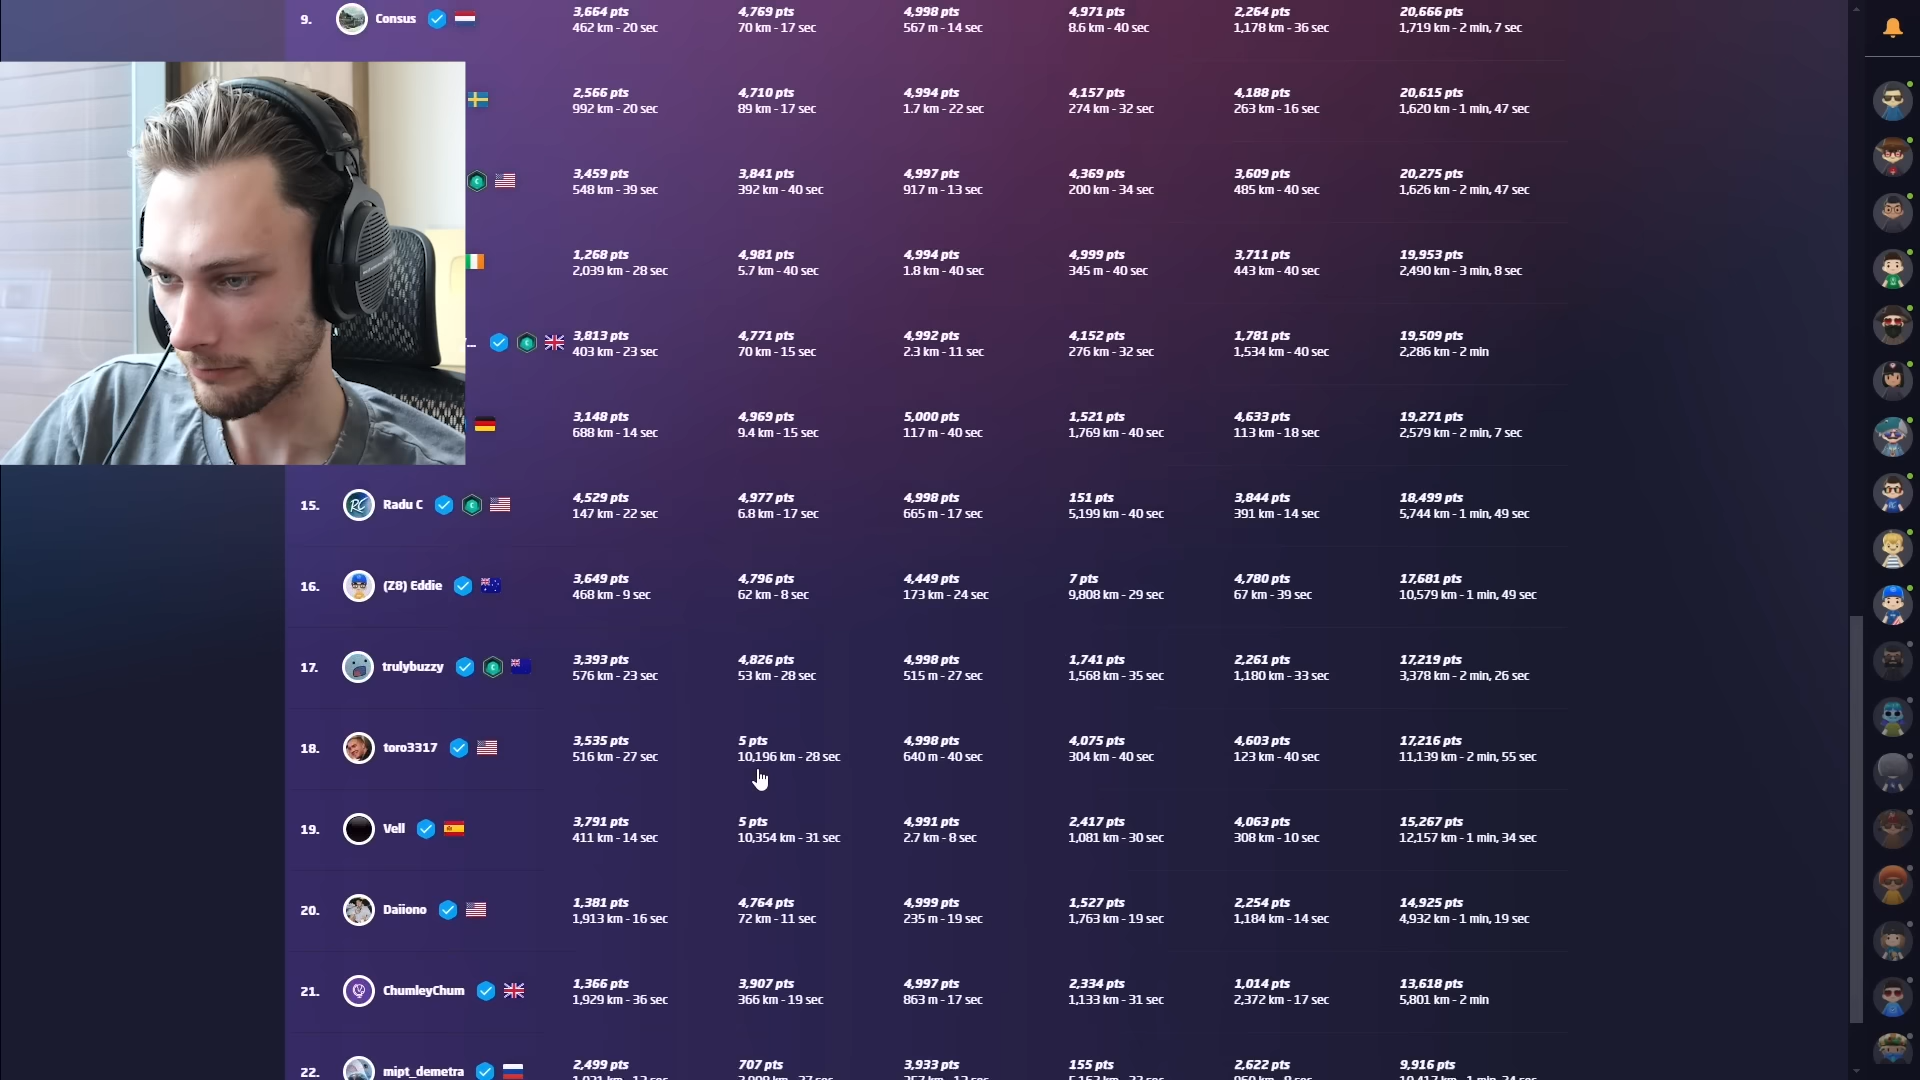 9. Consus 3,664 pts 4,769 pts 4,998 pts 4,971 pts 2,264 pts 20,666 pts
462 km - 20 sec 70 km - 17 sec 567 m - 14 sec 8.6 km - 40 sec 1,178 km - 36 sec 1,719 km - 2 min, 7 sec
2,566 pts 4,710 pts 4,994 pts 4,157 pts 4,188 pts 20,615 pts
992 km - 20 sec 89 km - 17 sec 1.7 km - 22 sec 274 km - 32 sec 263 km - 16 sec 1,620 km - 1 min, 47 sec
3,459 pts 3,841 pts 4,997 pts 4,369 pts 3,609 pts 20,275 pts
548 km - 39 sec 392 km - 40 sec 917 m - 13 sec 200 km - 34 sec 485 km - 40 sec 1,626 km - 2 min, 47 sec
1,268 pts 4,981 pts 4,994 pts 4,999 pts 3,711 pts 19,953 pts
2,039 km - 28 sec 5.7 km - 40 sec 1.8 km - 40 sec 345 m - 40 sec 443 km - 40 sec 2,490 km - 3 min, 8 sec
3,813 pts 4,771 pts 4,992 pts 4,152 pts 1,781 pts 19,509 pts
403 km - 23 sec 70 km - 15 sec 2.3 km - 11 sec 276 km - 32 sec 1,534 km - 40 sec 2,286 km - 2 min
3,148 pts 4,969 pts 5,000 pts 1,521 pts 4,633 pts 19,271 pts
688 km - 14 sec 9.4 km - 15 sec 117 m - 40 sec 1,769 km - 40 sec 113 km - 18 sec 2,579 km - 2 min, 7 sec
15. RC Radu C 4,529 pts 4,977 pts 4,998 pts 151 pts 3,844 pts 18,499 pts
147 km - 22 sec 6.8 km - 17 sec 665 m - 17 sec 5,199 km - 40 sec 391 km - 14 sec 5,744 km - 1 min, 49 sec
16. (Z8) Eddie 3,649 pts 4,796 pts 4,449 pts 7 pts 4,780 pts 17,681 pts
468 km - 9 sec 62 km - 8 sec 173 km - 24 sec 9,808 km - 29 sec 67 km - 39 sec 10,579 km - 1 min, 49 sec
17. trulybuzzy 3,393 pts 4,826 pts 4,998 pts 1,741 pts 2,261 pts 17,219 pts
576 km - 23 sec 53 km - 28 sec 515 m - 27 sec 1,568 km - 35 sec 1,180 km - 33 sec 3,378 km - 2 min, 26 sec
18. toro3317 3,535 pts 5 pts 4,998 pts 4,075 pts 4,603 pts 17,216 pts
516 km - 27 sec 10,196 km - 28 sec 640 m - 40 sec 304 km - 40 sec 123 km - 40 sec 11,139 km - 2 min, 55 sec
19. Vell 3,791 pts 5 pts 4,991 pts 2,417 pts 4,063 pts 15,267 pts
411 km - 14 sec 10,354 km - 31 sec 2.7 km - 8 sec 1,081 km - 30 sec 308 km - 10 sec 12,157 km - 1 min, 34 sec
20. Daiiono 1,381 pts 4,764 pts 4,999 pts 1,527 pts 2,254 pts 14,925 pts
1,913 km - 16 sec 72 km - 11 sec 235 m - 19 sec 1,763 km - 19 sec 1,184 km - 14 sec 4,932 km - 1 min, 19 sec
21. ChumleyChum 1,366 pts 3,907 pts 4,997 pts 2,334 pts 1,014 pts 13,618 pts
1,929 km - 36 sec 366 km - 19 sec 863 m - 17 sec 1,133 km - 31 sec 2,372 km - 17 sec 5,801 km - 2 min
22. mipt_demetra 2,499 pts 707 pts 3,933 pts 155 pts 2,622 pts 9,916 pts